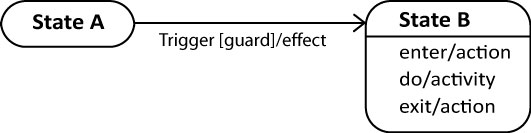 State A
Trigger [guard]/effect
State B
enter/action
do/activity
exit/action